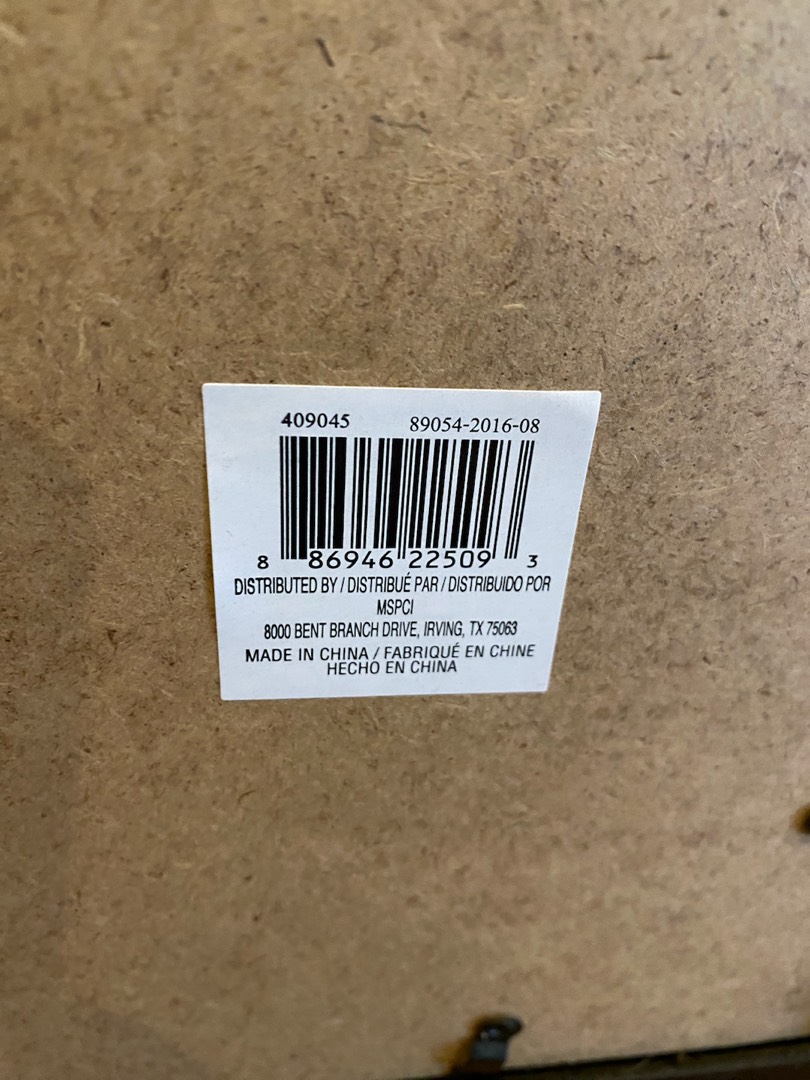 409045 89054-2016-08
8 86946 22509 3
DISTRIBUTED BY / DISTRIBUÉ PAR / DISTRIBUIDO POR
MSPCI
8000 BENT BRANCH DRIVE, IRVING, TX 75063
MADE IN CHINA / FABRIQUÉ EN CHINE
HECHO EN CHINA